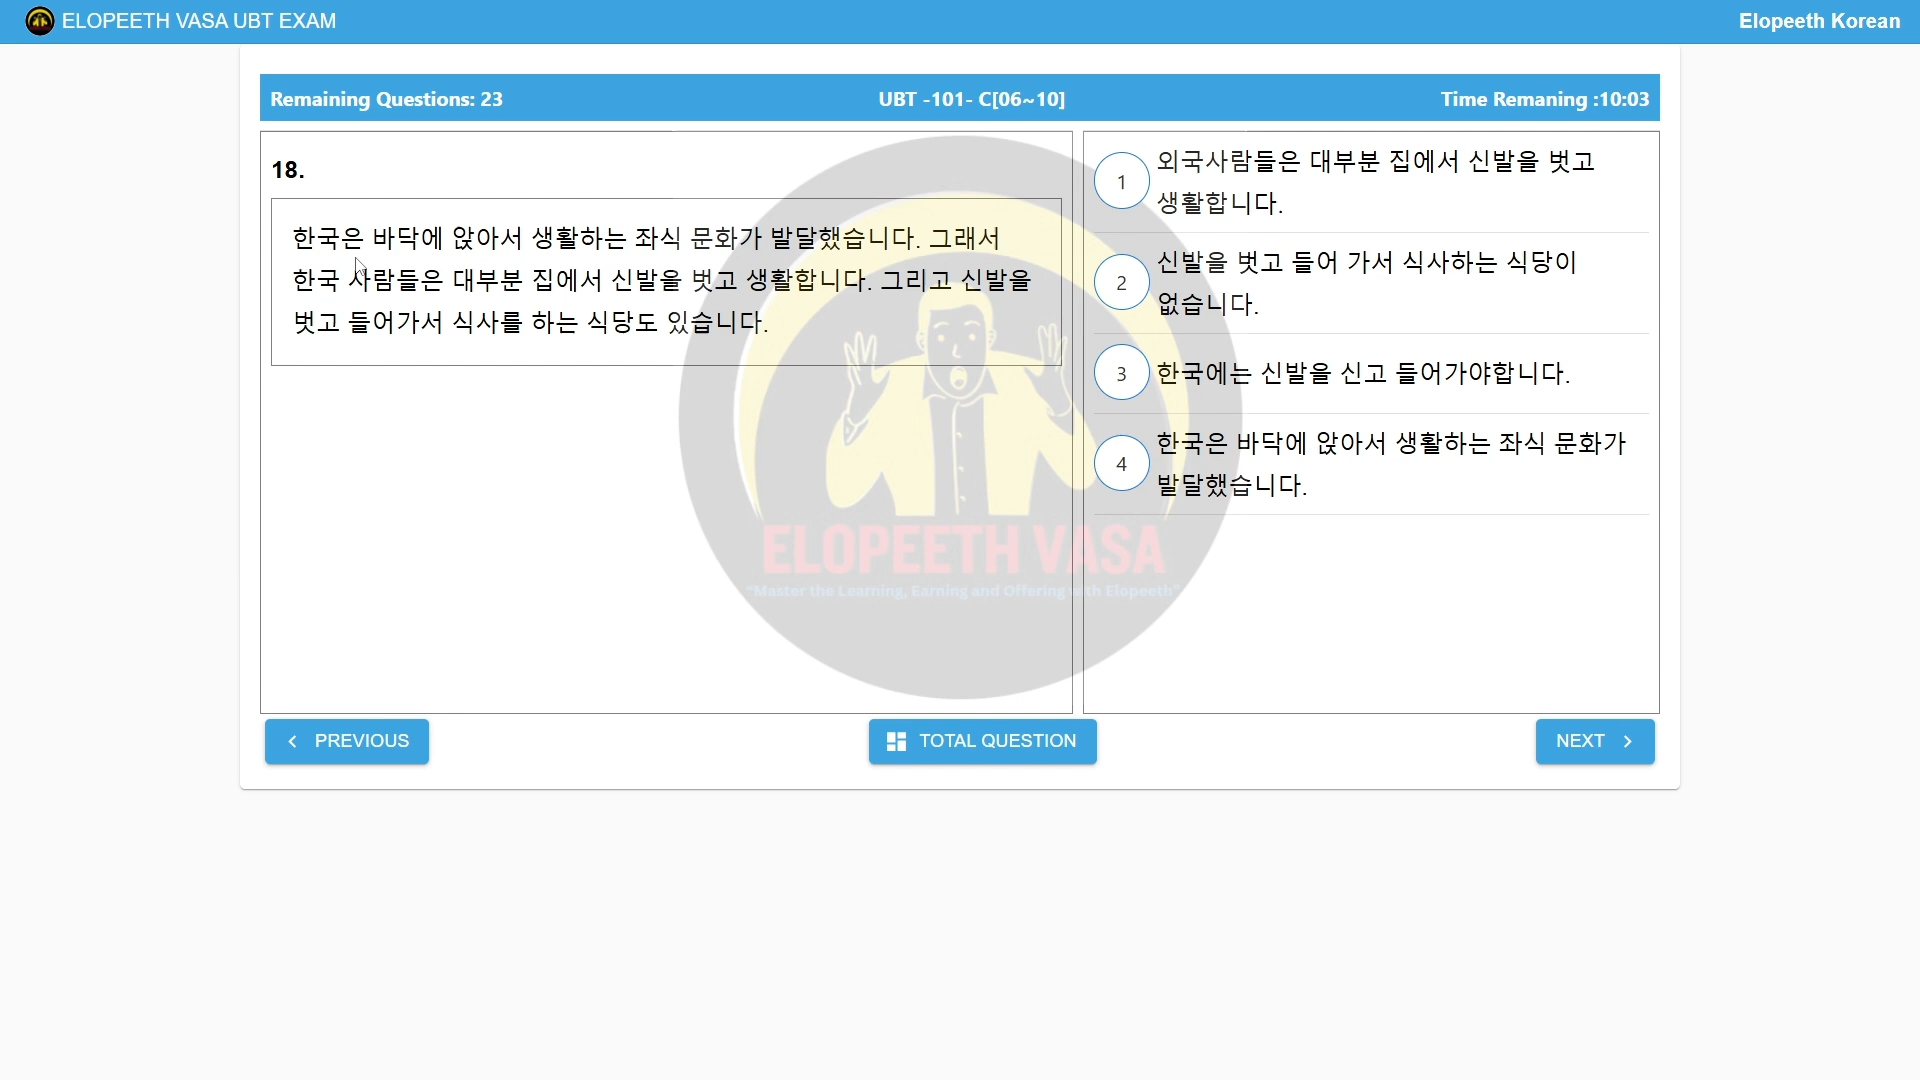 ELOPEETH VASA UBT EXAM
Elopeeth Korean
Remaining Questions: 23
UBT -101- C[06~10]
Time Remaning :10:03
18.
한국은 바닥에 앉아서 생활하는 좌식 문화가 발달했습니다. 그래서
한국 사람들은 대부분 집에서 신발을 벗고 생활합니다. 그리고 신발을
벗고 들어가서 식사를 하는 식당도 있습니다.
1
외국사람들은 대부분 집에서 신발을 벗고
생활합니다.
2
신발을 벗고 들어 가서 식사하는 식당이
없습니다.
3
한국에는 신발을 신고 들어가야합니다.
4
한국은 바닥에 앉아서 생활하는 좌식 문화가
발달했습니다.
ELOPEETH VASA
"Master the Learning, Earning and Offering with Elopeeth"
PREVIOUS
TOTAL QUESTION
NEXT